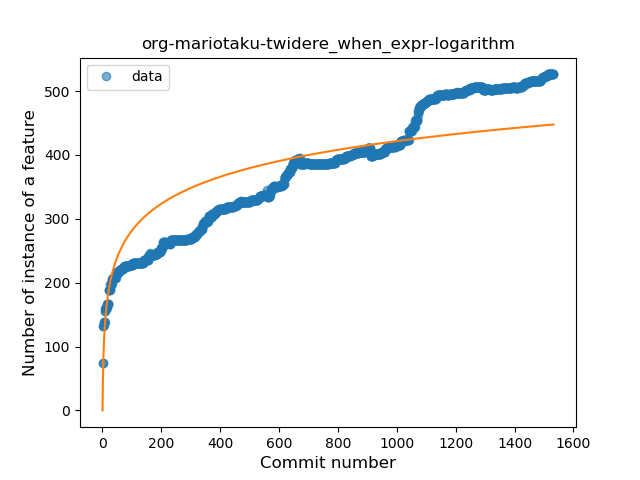 org-mariotaku-twidere_when_expr-logarithm
data
Number of instance of a feature
500
400
300
200
100
0
0 200 400 600 800 1000 1200 1400 1600
Commit number